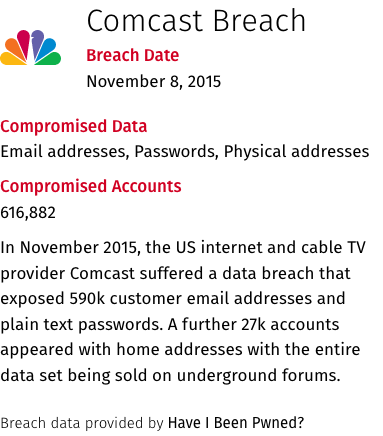 Comcast Breach
Breach Date
November 8, 2015
Compromised Data
Email addresses, Passwords, Physical addresses
Compromised Accounts
616,882
In November 2015, the US internet and cable TV
provider Comcast suffered a data breach that
exposed 590k customer email addresses and
plain text passwords. A further 27k accounts
appeared with home addresses with the entire
data set being sold on underground forums.
Breach data provided by Have I Been Pwned?